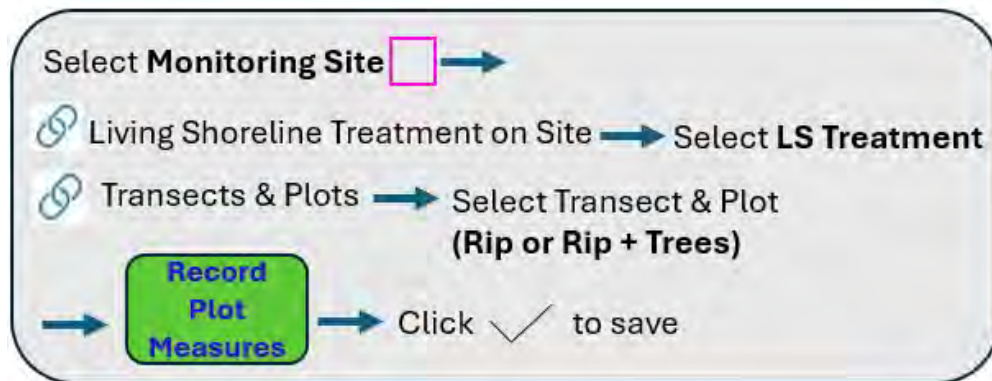 Select Monitoring Site
Living Shoreline Treatment on Site Select LS Treatment
Transects & Plots Select Transect & Plot
(Rip or Rip + Trees)
Record
Plot
Measures
Click to save